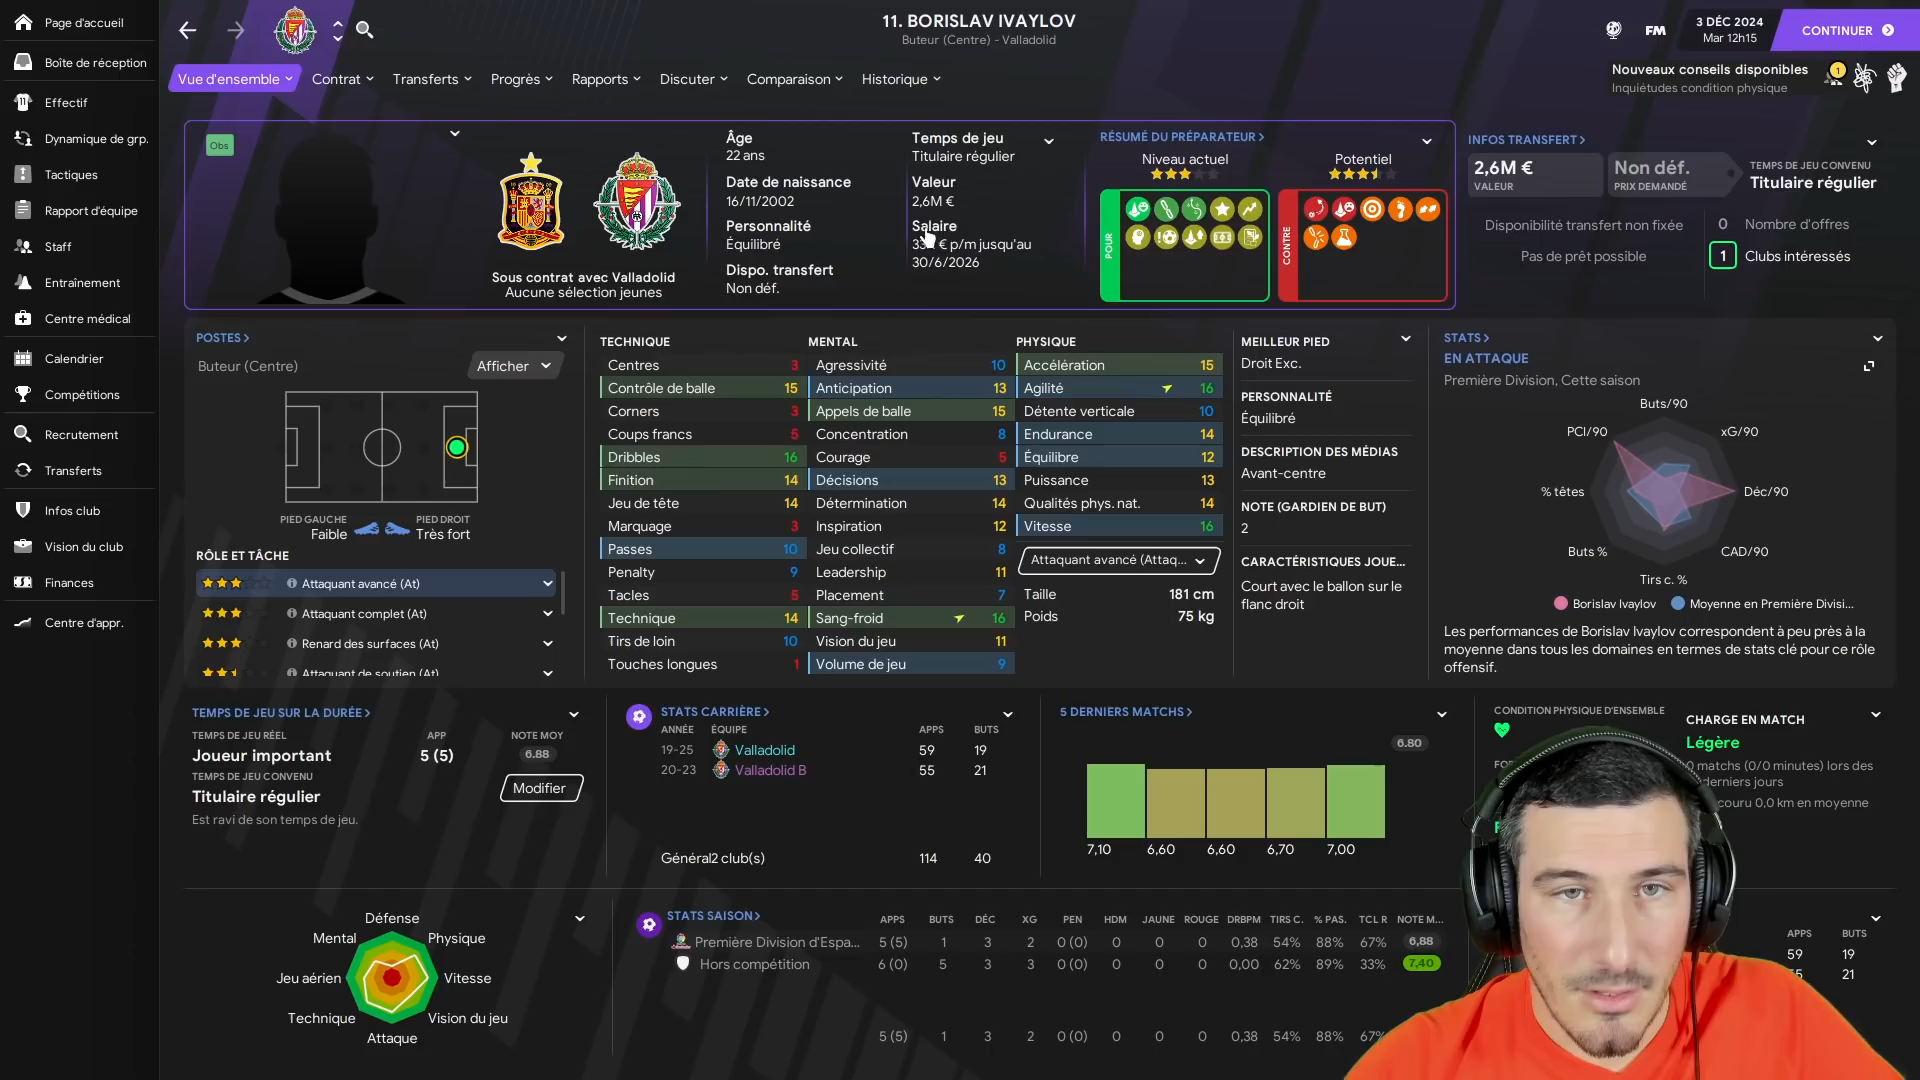 Page d'accueil
Boîte de réception
Effectif
Dynamique de grp.
Tactiques
Rapport d'équipe
Staff
Entraînement
Centre médical
Calendrier
Compétitions
Recrutement
Transferts
Infos club
Vision du club
Finances
Centre d'appr.
11. BORISLAV IVAYLOV
Buteur (Centre) - Valladolid
FM
3 DÉC 2024
Mar 12h15
CONTINUER
Vue d'ensemble
Contrat
Transferts
Progrès
Rapports
Discuter
Comparaison
Historique
Nouveaux conseils disponibles
Inquiétudes condition physique
1
Obs
Sous contrat avec Valladolid
Aucune sélection jeunes
Âge
22 ans
Date de naissance
16/11/2002
Personnalité
Équilibré
Dispo. transfert
Non déf.
Temps de jeu
Titulaire régulier
Valeur
2,6M €
Salaire
€ p/m jusqu'au
30/6/2026
RÉSUMÉ DU PRÉPARATEUR >
Niveau actuel
Potentiel
POUR
CONTRE
INFOS TRANSFERT >
2,6M €
VALEUR
Non déf.
PRIX DEMANDÉ
TEMPS DE JEU CONVENU
Titulaire régulier
Disponibilité transfert non fixée
Pas de prêt possible
0 Nombre d'offres
1 Clubs intéressés
POSTES >
Buteur (Centre)
Afficher
PIED GAUCHE
Faible
PIED DROIT
Très fort
RÔLE ET TÂCHE
Attaquant avancé (At)
Attaquant complet (At)
Renard des surfaces (At)
Attaquant de soutien (At)
TECHNIQUE
Centres 3
Contrôle de balle 15
Corners 3
Coups francs 5
Dribbles 16
Finition 14
Jeu de tête 14
Marquage 3
Passes 10
Penalty 9
Tacles 5
Technique 14
Tirs de loin 10
Touches longues 1
MENTAL
Agressivité 10
Anticipation 13
Appels de balle 15
Concentration 8
Courage 5
Décisions 13
Détermination 14
Inspiration 12
Jeu collectif 8
Leadership 11
Placement 7
Sang-froid 16
Vision du jeu 11
Volume de jeu 9
PHYSIQUE
Accélération 15
Agilité 16
Détente verticale 10
Endurance 14
Équilibre 12
Puissance 13
Qualités phys. nat. 14
Vitesse 16
Attaquant avancé (Attaq...
Taille 181 cm
Poids 75 kg
MEILLEUR PIED
Droit Exc.
PERSONNALITÉ
Équilibré
DESCRIPTION DES MÉDIAS
Avant-centre
NOTE (GARDIEN DE BUT)
2
CARACTÉRISTIQUES JOUE...
Court avec le ballon sur le
flanc droit
STATS >
EN ATTAQUE
Première Division, Cette saison
Buts/90
xG/90
Déc/90
CAD/90
Tirs c. %
Buts %
% têtes
PCI/90
Borislav Ivaylov
Moyenne en Première Divisi...
Les performances de Borislav Ivaylov correspondent à peu près à la
moyenne dans tous les domaines en termes de stats clé pour ce rôle
offensif.
TEMPS DE JEU SUR LA DURÉE >
TEMPS DE JEU RÉEL APP NOTE MOY
Joueur important 5 (5) 6.88
TEMPS DE JEU CONVENU
Titulaire régulier
Modifier
Est ravi de son temps de jeu.
STATS CARRIÈRE >
ANNÉE ÉQUIPE APPS BUTS
19-25 Valladolid 59 19
20-23 Valladolid B 55 21
Général2 club(s) 114 40
5 DERNIERS MATCHS >
6.80
7,10 6,60 6,60 6,70 7,00
CONDITION PHYSIQUE D'ENSEMBLE
CHARGE EN MATCH
Légère
0 matchs (0/0 minutes) lors des
derniers jours
couru 0,0 km en moyenne
Défense
Physique
Vitesse
Vision du jeu
Attaque
Technique
Jeu aérien
Mental
STATS SAISON >
APPS BUTS DÉC XG PEN HDM JAUNE ROUGE DRBPM TIRS C. % PAS. TCL R NOTE M...
Première Division d'Espa... 5 (5) 1 3 2 0 (0) 0 0 0 0,38 54% 88% 67% 6,88
Hors compétition 6 (0) 5 3 3 0 (0) 0 0 0 0,00 62% 89% 33% 7,40
5 (5) 1 3 2 0 (0) 0 0 0 0,38 54% 88% 67%
APPS BUTS
59 19
21